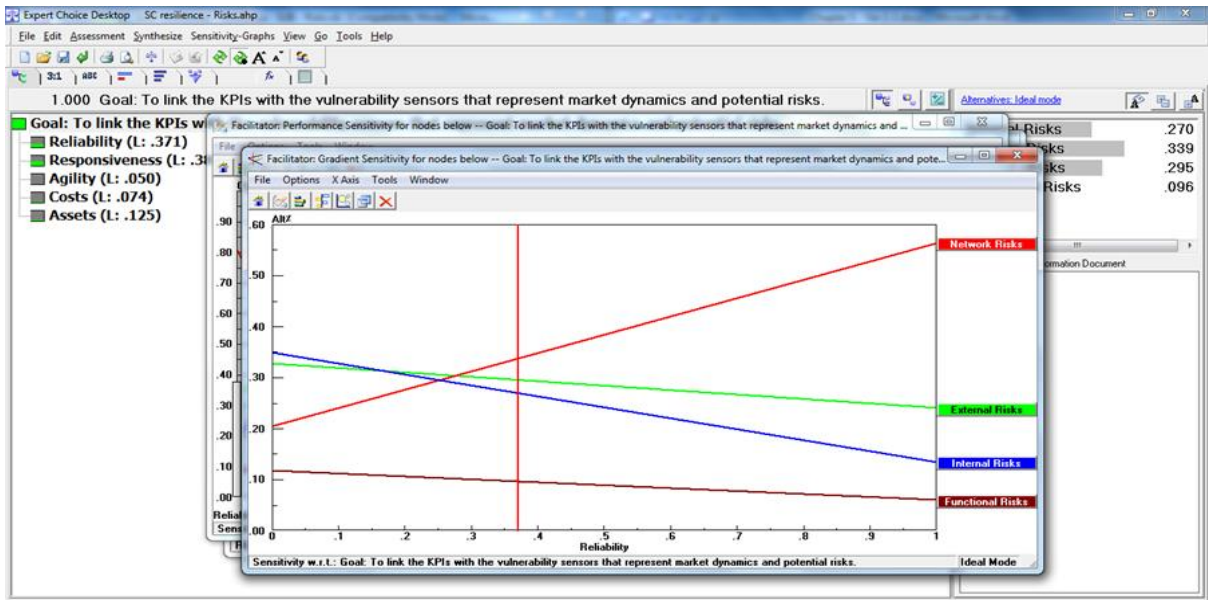 Expert Choice Desktop SC resilience - Risks.ahp
File Edit Assessment Synthesize Sensitivity-Graphs View Go Tools Help
3:1 ABC
1.000 Goal: To link the KPIs with the vulnerability sensors that represent market dynamics and potential risks.
Alternatives: Ideal mode
Goal: To link the KPIs w
Reliability (L: .371)
Responsiveness (L: .38
Agility (L: .050)
Costs (L: .074)
Assets (L: .125)
Facilitator: Performance Sensitivity for nodes below -- Goal: To link the KPIs with the vulnerability sensors that represent market dynamics and ...
Risks .270
.339
.295
Risks .096
ormation Document
Facilitator: Gradient Sensitivity for nodes below -- Goal: To link the KPIs with the vulnerability sensors that represent market dynamics and pote...
File Options X Axis Tools Window
Alt%
.60
.50
.40
.30
.20
.10
.00
.90
.80
.70
.60
.50
.40
.30
.20
.10
.00
Reliab
Sens
Network Risks
External Risks
Internal Risks
Functional Risks
0 .1 .2 .3 .4 .5 .6 .7 .8 .9 1
Reliability
Sensitivity w.r.t.: Goal: To link the KPIs with the vulnerability sensors that represent market dynamics and potential risks.
Ideal Mode